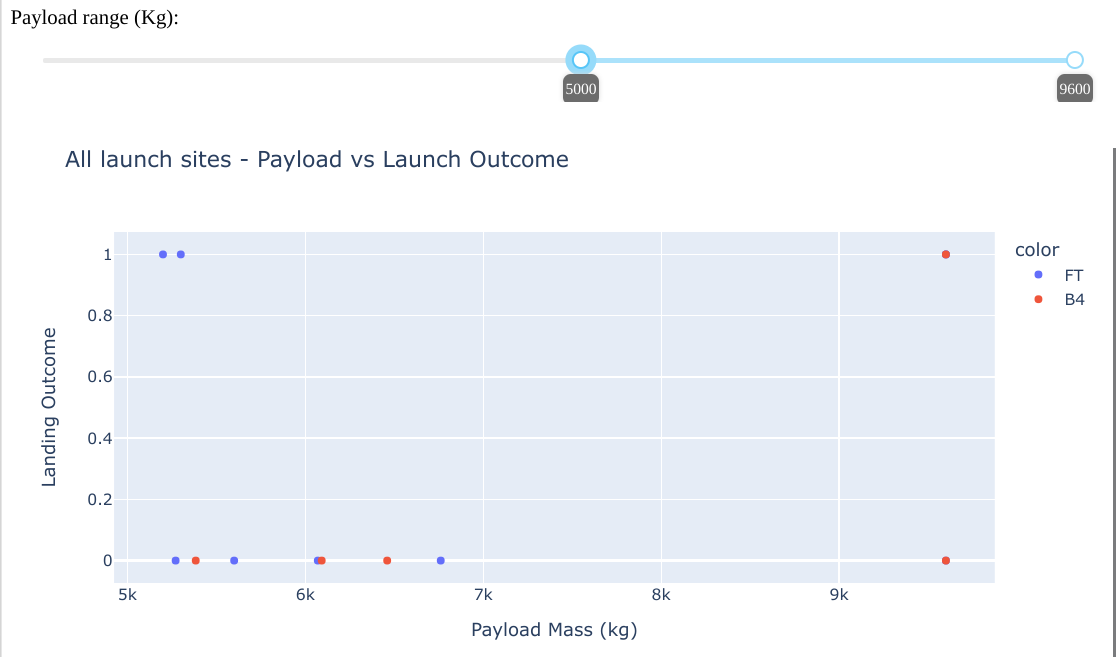 Payload range (Kg):
5000 9600
All launch sites - Payload vs Launch Outcome
color
FT
B4
1
0.8
0.6
0.4
0.2
0
Landing Outcome
5k 6k 7k 8k 9k
Payload Mass (kg)